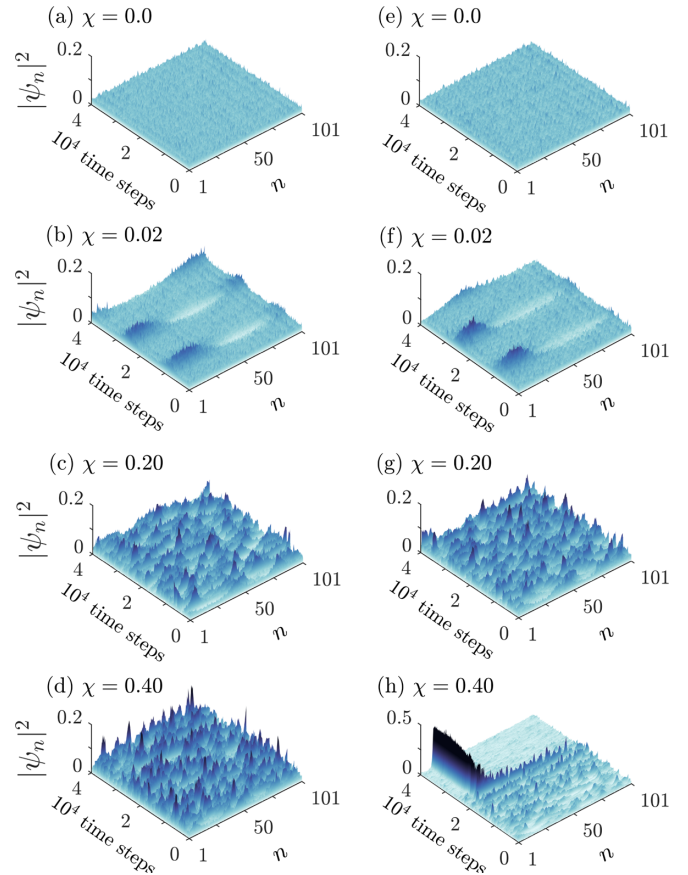 (a) χ = 0.0
|ψₙ|²
0.2
0
4
2
0
10⁴ time steps
1
50
101
n
(e) χ = 0.0
0.2
0
4
2
0
10⁴ time steps
1
50
101
n
(b) χ = 0.02
|ψₙ|²
0.2
0
4
2
0
10⁴ time steps
1
50
101
n
(f) χ = 0.02
0.2
0
4
2
0
10⁴ time steps
1
50
101
n
(c) χ = 0.20
|ψₙ|²
0.2
0
4
2
0
10⁴ time steps
1
50
101
n
(g) χ = 0.20
0.2
0
4
2
0
10⁴ time steps
1
50
101
n
(d) χ = 0.40
|ψₙ|²
0.2
0
4
2
0
10⁴ time steps
1
50
101
n
(h) χ = 0.40
0.5
0
4
2
0
10⁴ time steps
1
50
101
n